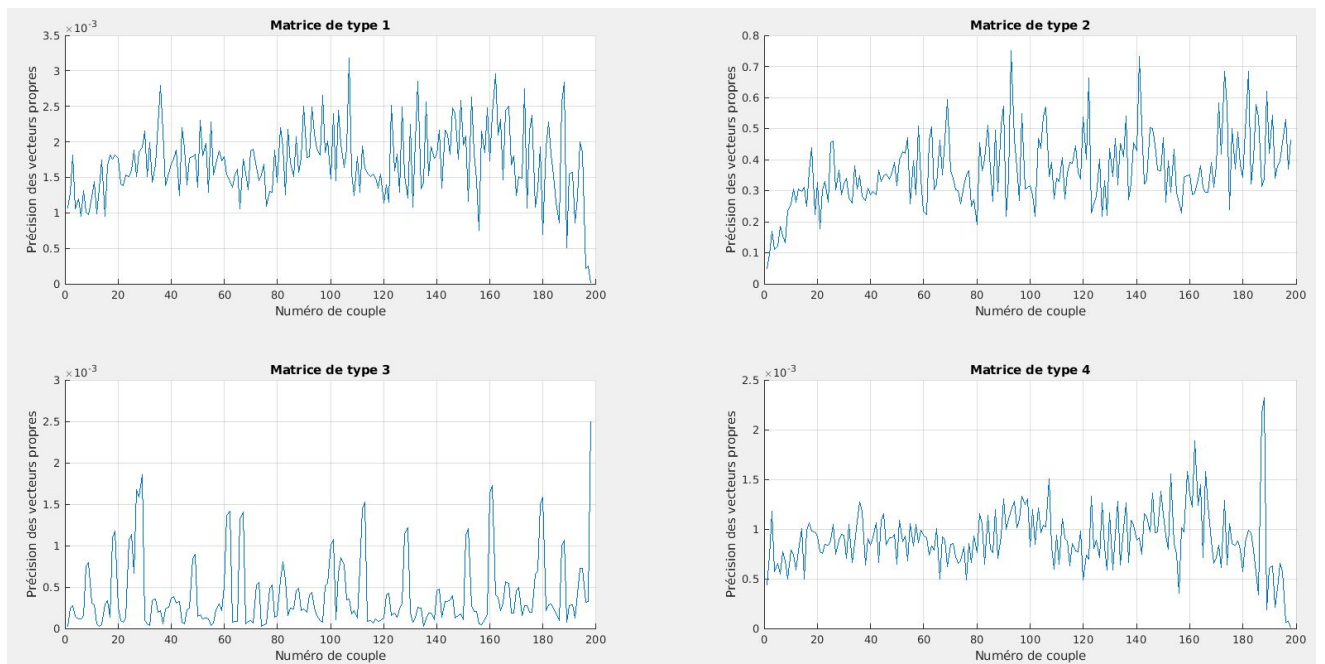 Matrice de type 1
×10^-3
3.5
3
2.5
2
1.5
1
0.5
0
Précision des vecteurs propres
0 20 40 60 80 100 120 140 160 180 200
Numéro de couple
Matrice de type 2
0.8
0.7
0.6
0.5
0.4
0.3
0.2
0.1
0
Précision des vecteurs propres
0 20 40 60 80 100 120 140 160 180 200
Numéro de couple
Matrice de type 3
×10^-3
3
2.5
2
1.5
1
0.5
0
Précision des vecteurs propres
0 20 40 60 80 100 120 140 160 180 200
Numéro de couple
Matrice de type 4
×10^-3
2.5
2
1.5
1
0.5
0
Précision des vecteurs propres
0 20 40 60 80 100 120 140 160 180 200
Numéro de couple